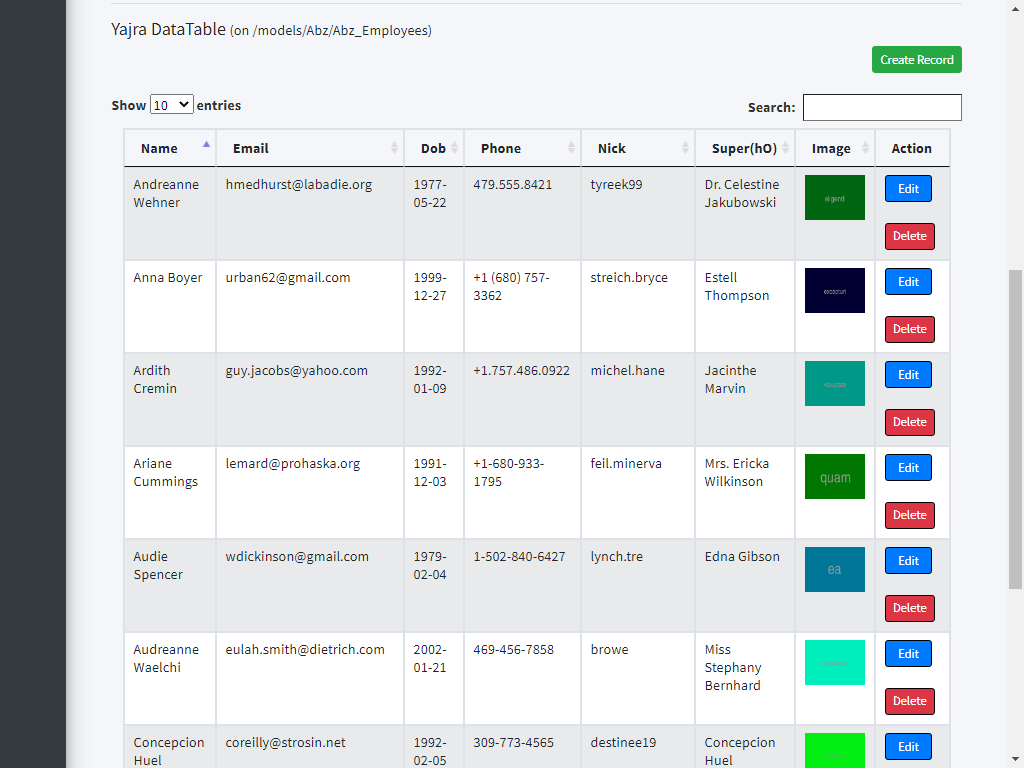 Yajra DataTable (on /models/Abz/Abz_Employees)
Create Record
Show 10 entries
Search:
Name Email Dob Phone Nick Super(hO) Image Action
Andreanne hmedhurst@labadie.org 1977- 479.555.8421 tyreek99 Dr. Celestine Edit
Wehner 05-22 Jakubowski
Delete
Anna Boyer urban62@gmail.com 1999- +1 (680) 757- streich.bryce Estell Edit
12-27 3362 Thompson
Delete
Ardith guy.jacobs@yahoo.com 1992- +1.757.486.0922 michel.hane Jacinthe Edit
Cremin 01-09 Marvin
Delete
Ariane lemard@prohaska.org 1991- +1-680-933- feil.minerva Mrs. Ericka Edit
Cummings 12-03 1795 Wilkinson quam
Delete
Audie wdickinson@gmail.com 1979- 1-502-840-6427 lynch.tre Edna Gibson Edit
Spencer 02-04 ea
Delete
Audreanne eulah.smith@dietrich.com 2002- 469-456-7858 browe Miss Edit
Waelchi 01-21 Stephany
Bernhard
Delete
Concepcion coreilly@strosin.net 1992- 309-773-4565 destinee19 Concepcion Edit
Huel 02-05 Huel